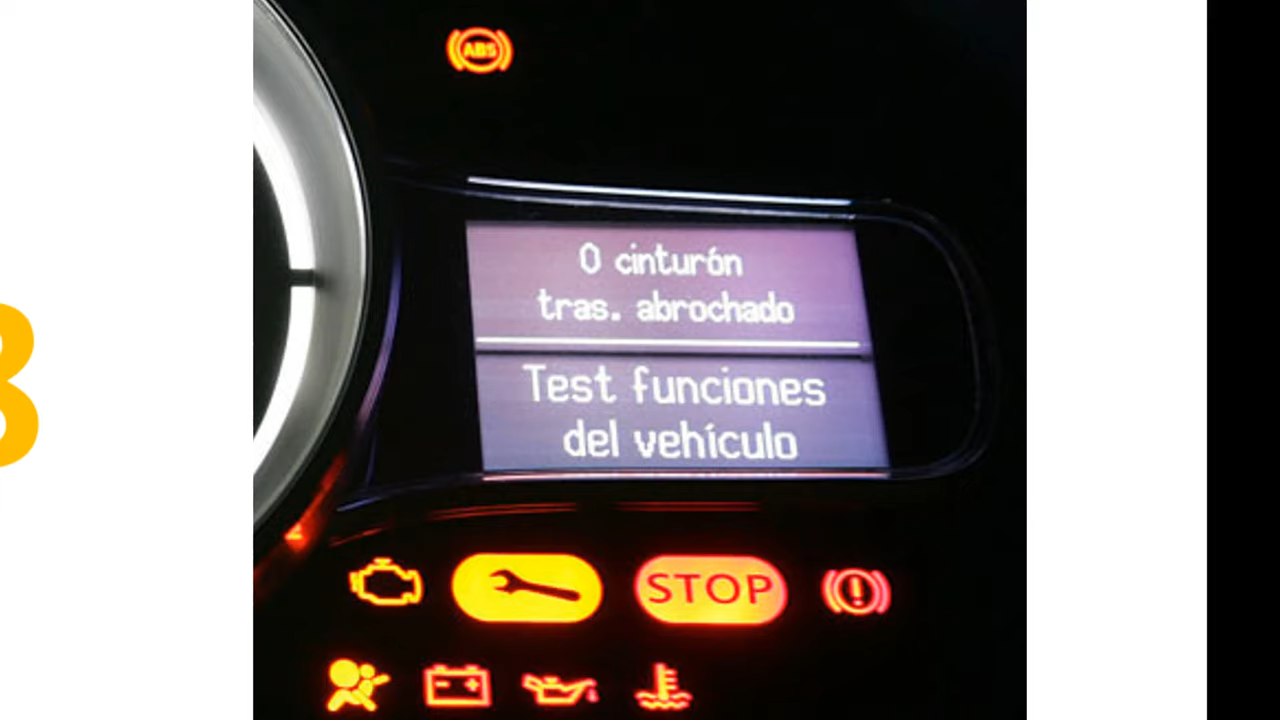 ABS
0 cinturón
tras. abrochado
Test funciones
del vehículo
STOP